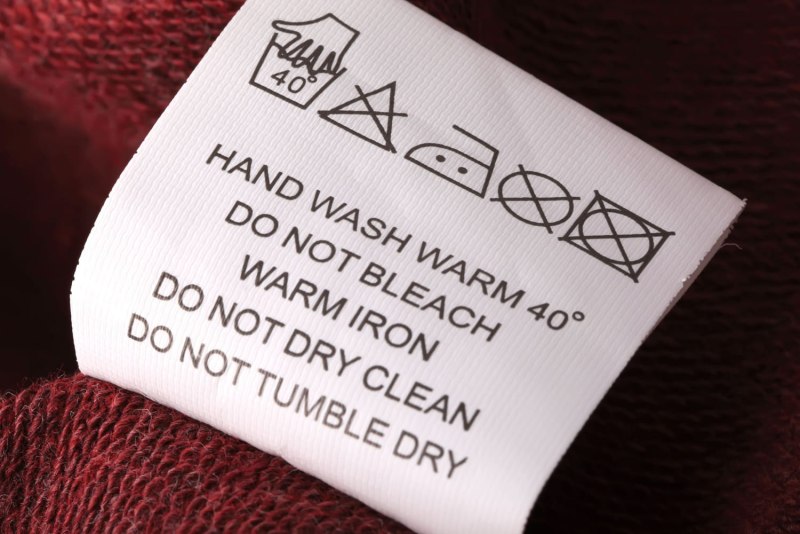 40°
HAND WASH WARM 40°
DO NOT BLEACH
WARM IRON
DO NOT DRY CLEAN
DO NOT TUMBLE DRY